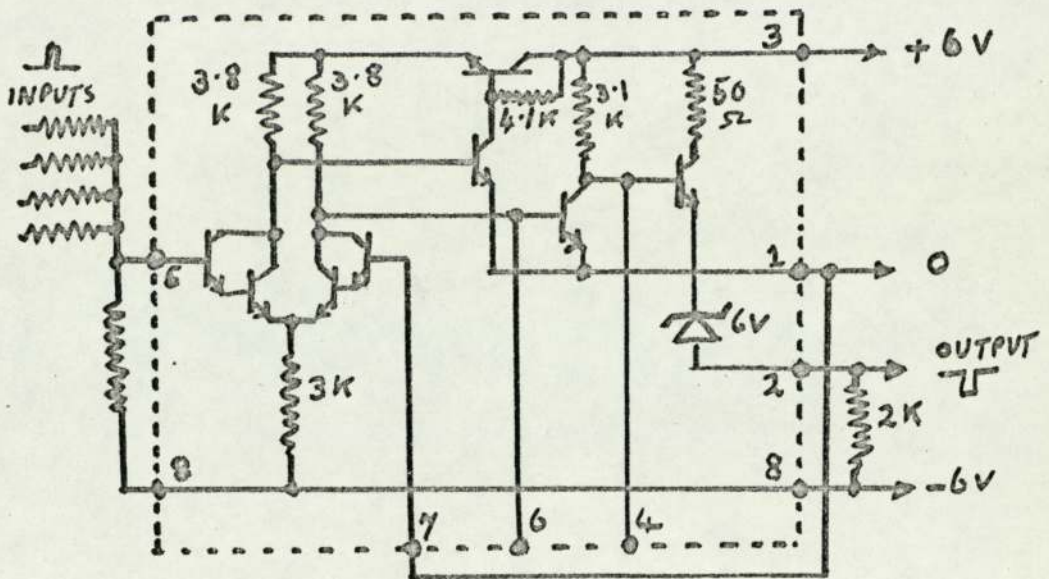 3
+ 6 V
INPUTS
3.8 K
3.8 K
4.1K
3.1 K
50 Ω
5
1
0
6V
OUTPUT
2
3K
2K
8
8
-6V
7
6
4